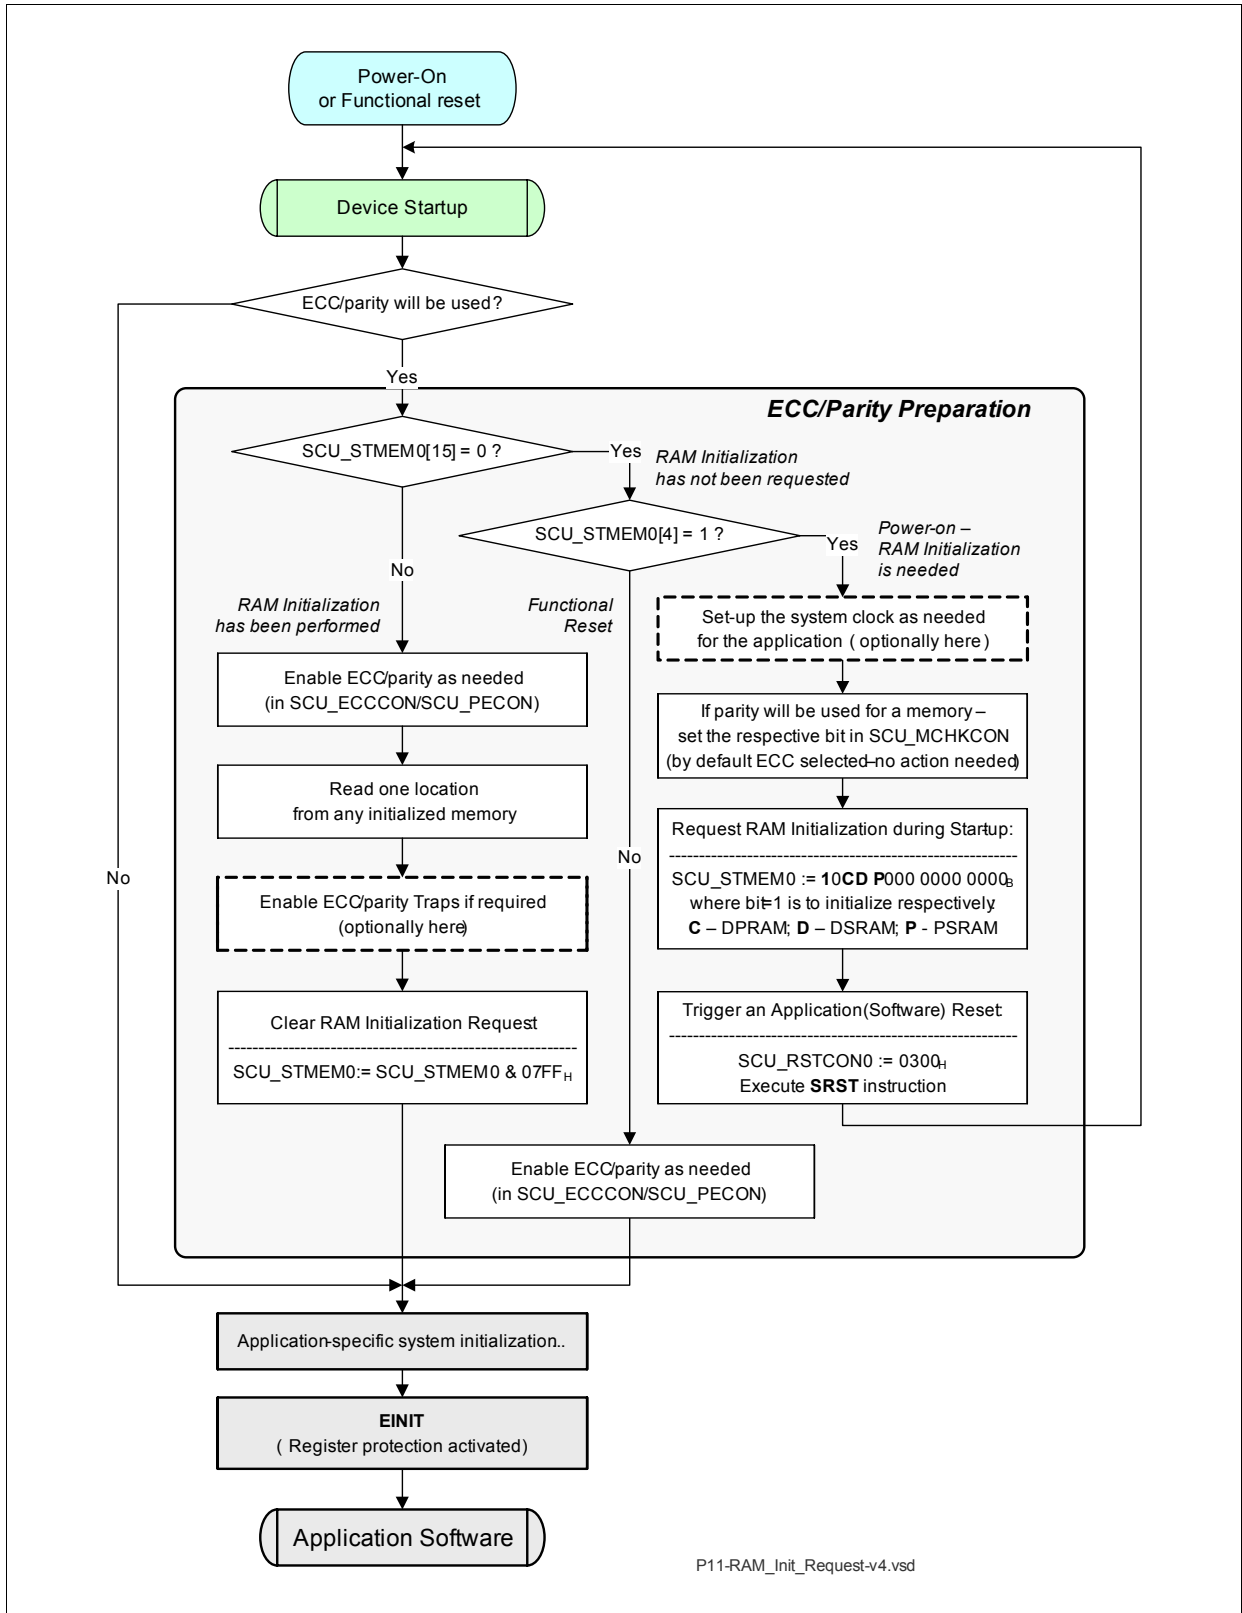 Power-On
or Functional reset
Device Startup
ECC/parity will be used?
Yes
ECC/Parity Preparation
SCU_STMEM0[15] = 0 ?
Yes
RAM Initialization
has not been requested
SCU_STMEM0[4] = 1 ?
Yes
Power-on –
RAM Initialization
is needed
No
RAM Initialization
has been performed
Functional
Reset
Set-up the system clock as needed
for the application ( optionally here)
Enable ECC/parity as needed
(in SCU_ECCCON/SCU_PECON)
If parity will be used for a memory –
set the respective bit in SCU_MCHKCON
(by default ECC selected–no action needed)
Read one location
from any initialized memory
Request RAM Initialization during Start-up:
------------------------------------------------------------
SCU_STMEM0 := 10CD P000 0000 0000B
where bit=1 is to initialize respectively:
C – DPRAM; D – DSRAM; P - PSRAM
No
No
Enable ECC/parity Traps if required
(optionally here)
Clear RAM Initialization Request
------------------------------------------------------------
SCU_STMEM0:= SCU_STMEM0 & 07FFH
Trigger an Application(Software) Reset:
------------------------------------------------------------
SCU_RSTCON0 := 0300H
Execute SRST instruction
Enable ECC/parity as needed
(in SCU_ECCCON/SCU_PECON)
Application-specific system initialization..
EINIT
( Register protection activated)
Application Software
P11-RAM_Init_Request-v4.vsd